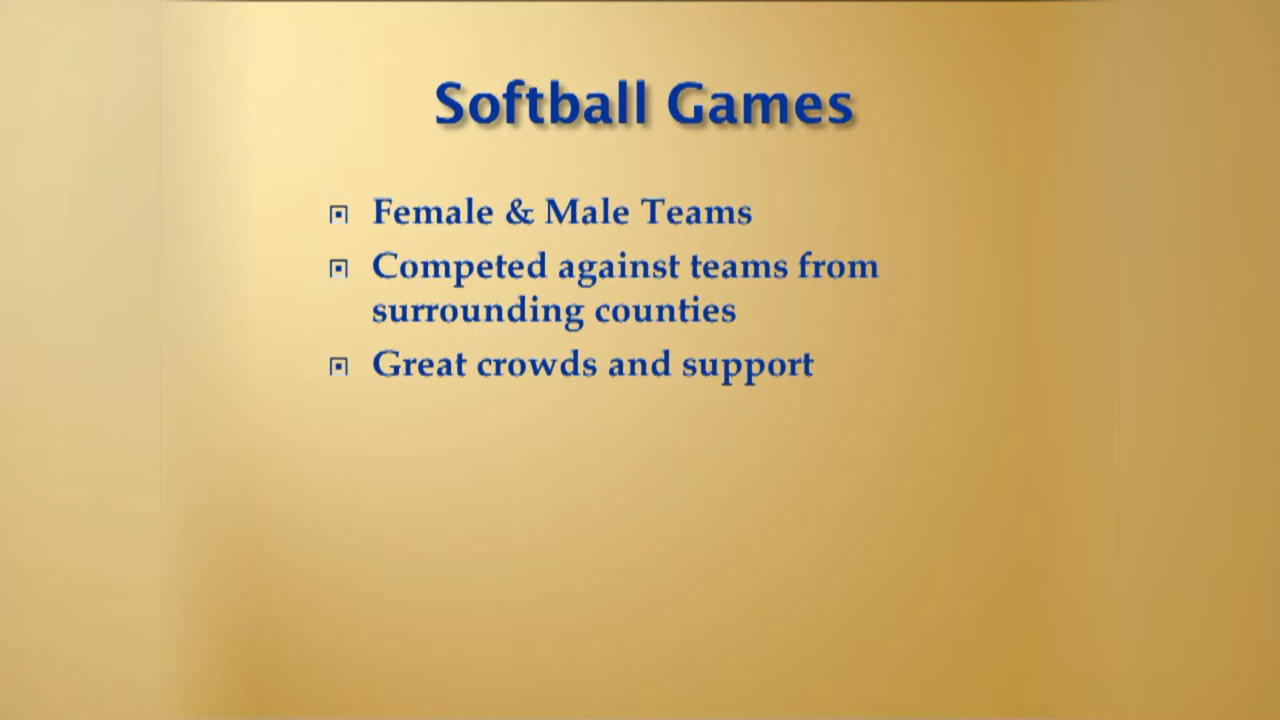 Softball Games
Female & Male Teams
Competed against teams from
surrounding counties
Great crowds and support